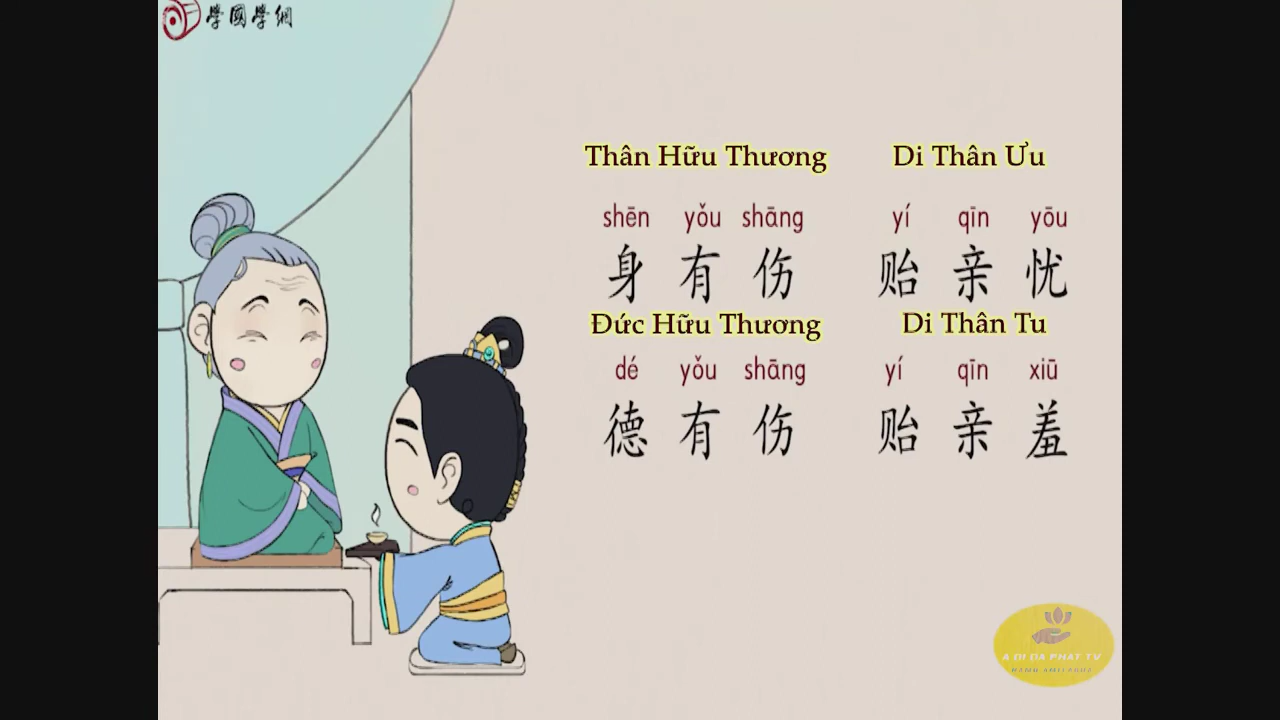 學國學網
Thân Hữu Thương Di Thân Ưu
shēn yǒu shāng yí qīn yōu
身有伤 贻亲忧
Đức Hữu Thương Di Thân Tu
dé yǒu shāng yí qīn xiū
德有伤 贻亲羞
A DI ĐÀ PHẬT TV